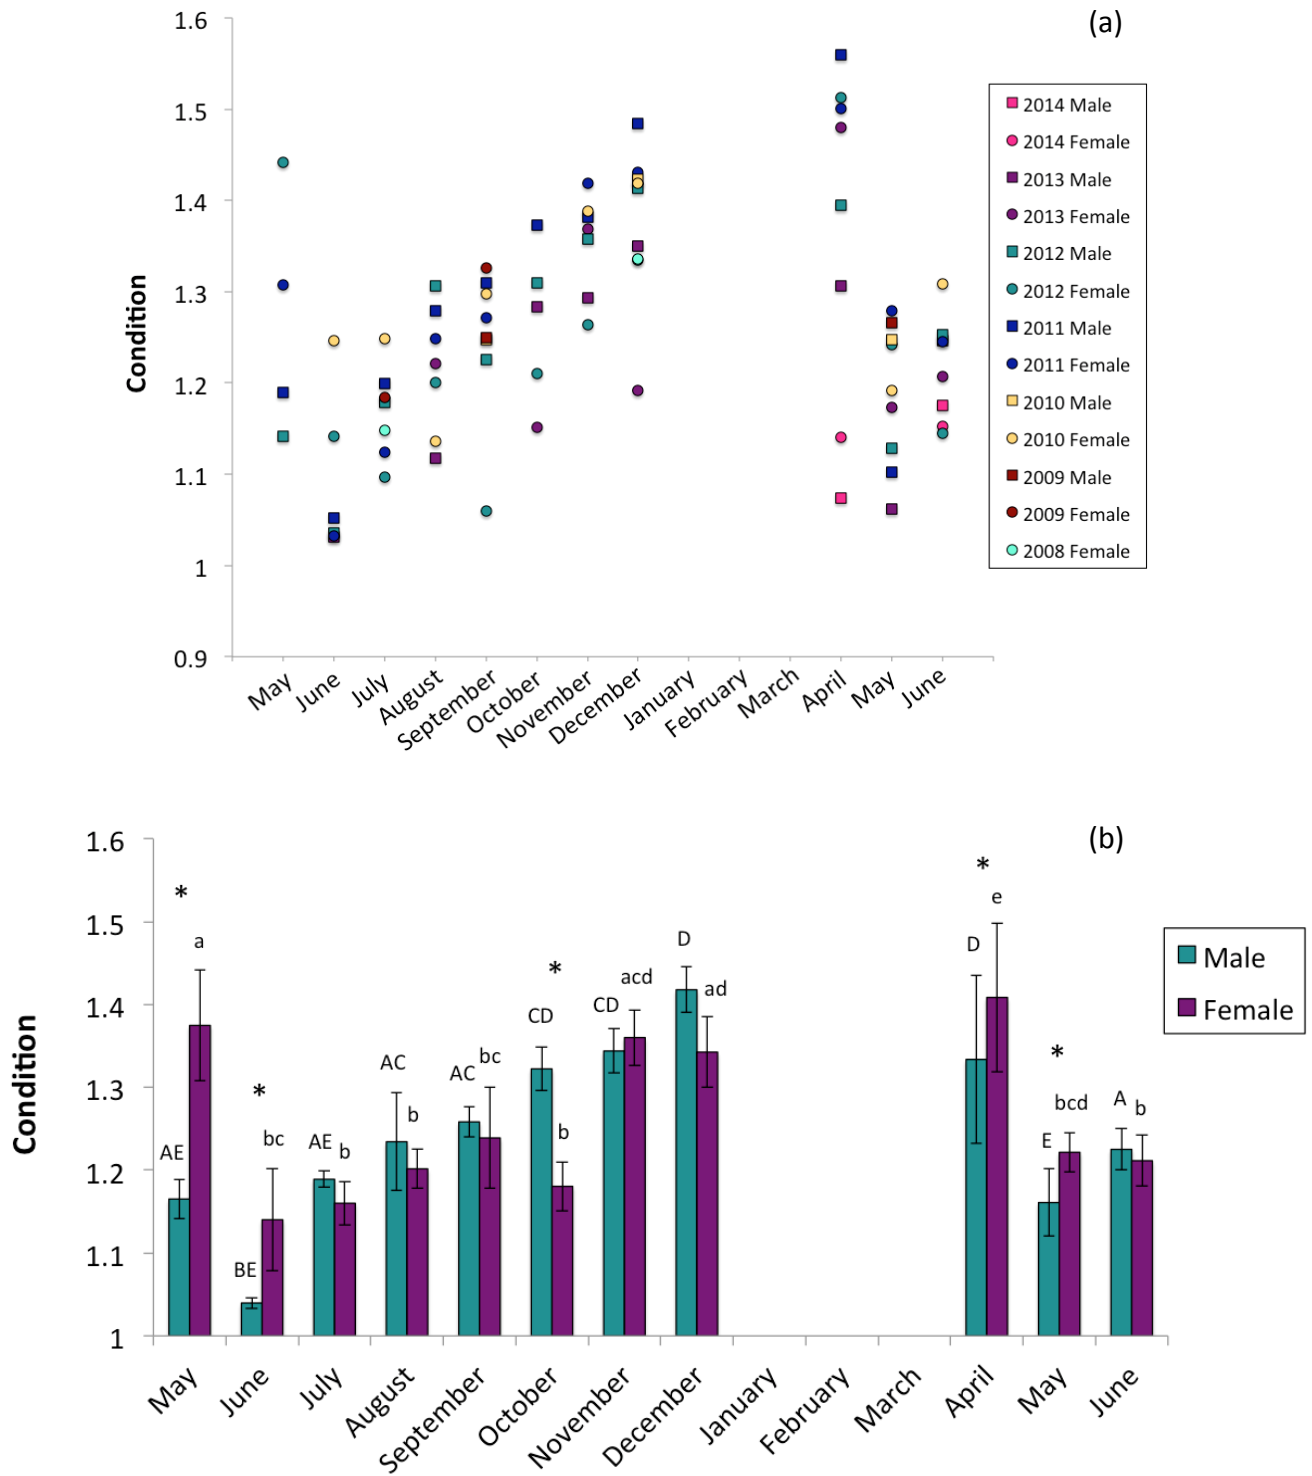 (a)
1.6
1.5
1.4
1.3
1.2
1.1
1
0.9
Condition
May
June
July
August
September
October
November
December
January
February
March
April
May
June
2014 Male
2014 Female
2013 Male
2013 Female
2012 Male
2012 Female
2011 Male
2011 Female
2010 Male
2010 Female
2009 Male
2009 Female
2008 Female
(b)
1.6
1.5
1.4
1.3
1.2
1.1
1
Condition
* a AE
* bc BE
AE b
AC b
AC bc
* CD b
CD acd
D ad
* D e
* E bcd
A b
May
June
July
August
September
October
November
December
January
February
March
April
May
June
Male
Female